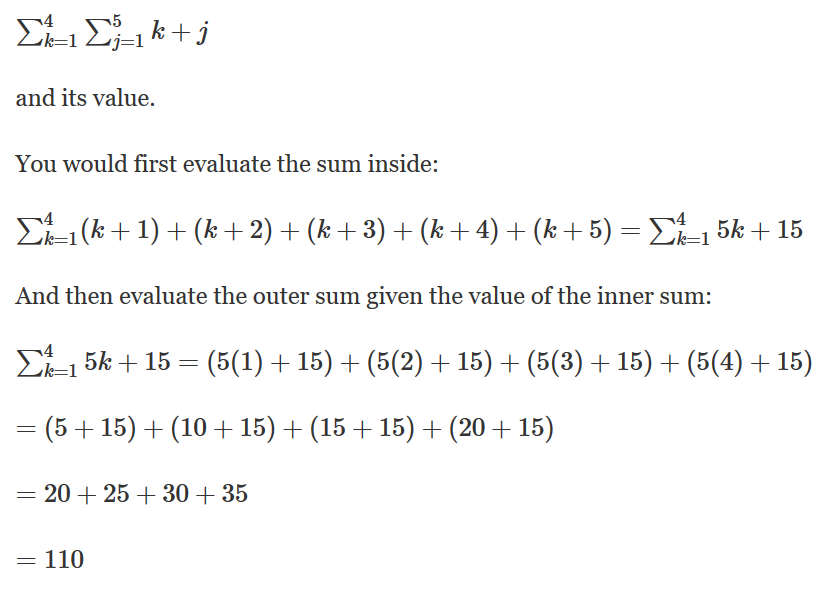 $\sum_{k=1}^{4} \sum_{j=1}^{5} k + j$
and its value.
You would first evaluate the sum inside:
$\sum_{k=1}^{4} (k + 1) + (k + 2) + (k + 3) + (k + 4) + (k + 5) = \sum_{k=1}^{4} 5k + 15$
And then evaluate the outer sum given the value of the inner sum:
$\sum_{k=1}^{4} 5k + 15 = (5(1) + 15) + (5(2) + 15) + (5(3) + 15) + (5(4) + 15)$
$= (5 + 15) + (10 + 15) + (15 + 15) + (20 + 15)$
$= 20 + 25 + 30 + 35$
$= 110$